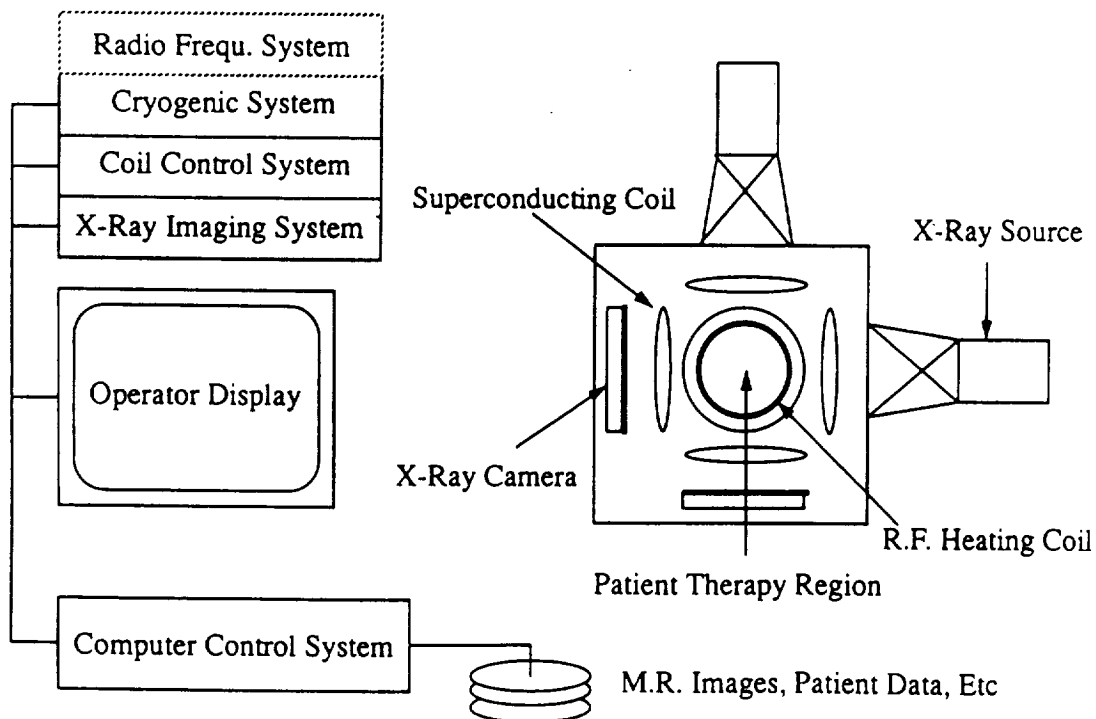 Radio Frequ. System
Cryogenic System
Coil Control System
X-Ray Imaging System
Operator Display
Computer Control System
M.R. Images, Patient Data, Etc
Superconducting Coil
X-Ray Source
X-Ray Camera
R.F. Heating Coil
Patient Therapy Region